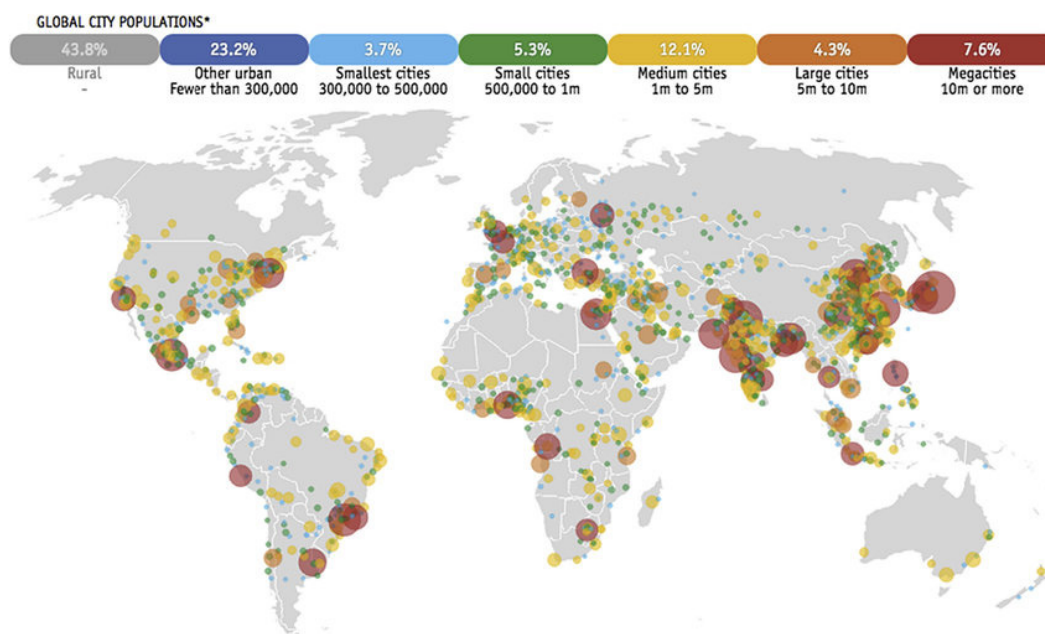 GLOBAL CITY POPULATIONS*
43.8% 23.2% 3.7% 5.3% 12.1% 4.3% 7.6%
Rural Other urban Smallest cities Small cities Medium cities Large cities Megacities
- Fewer than 300,000 300,000 to 500,000 500,000 to 1m 1m to 5m 5m to 10m 10m or more